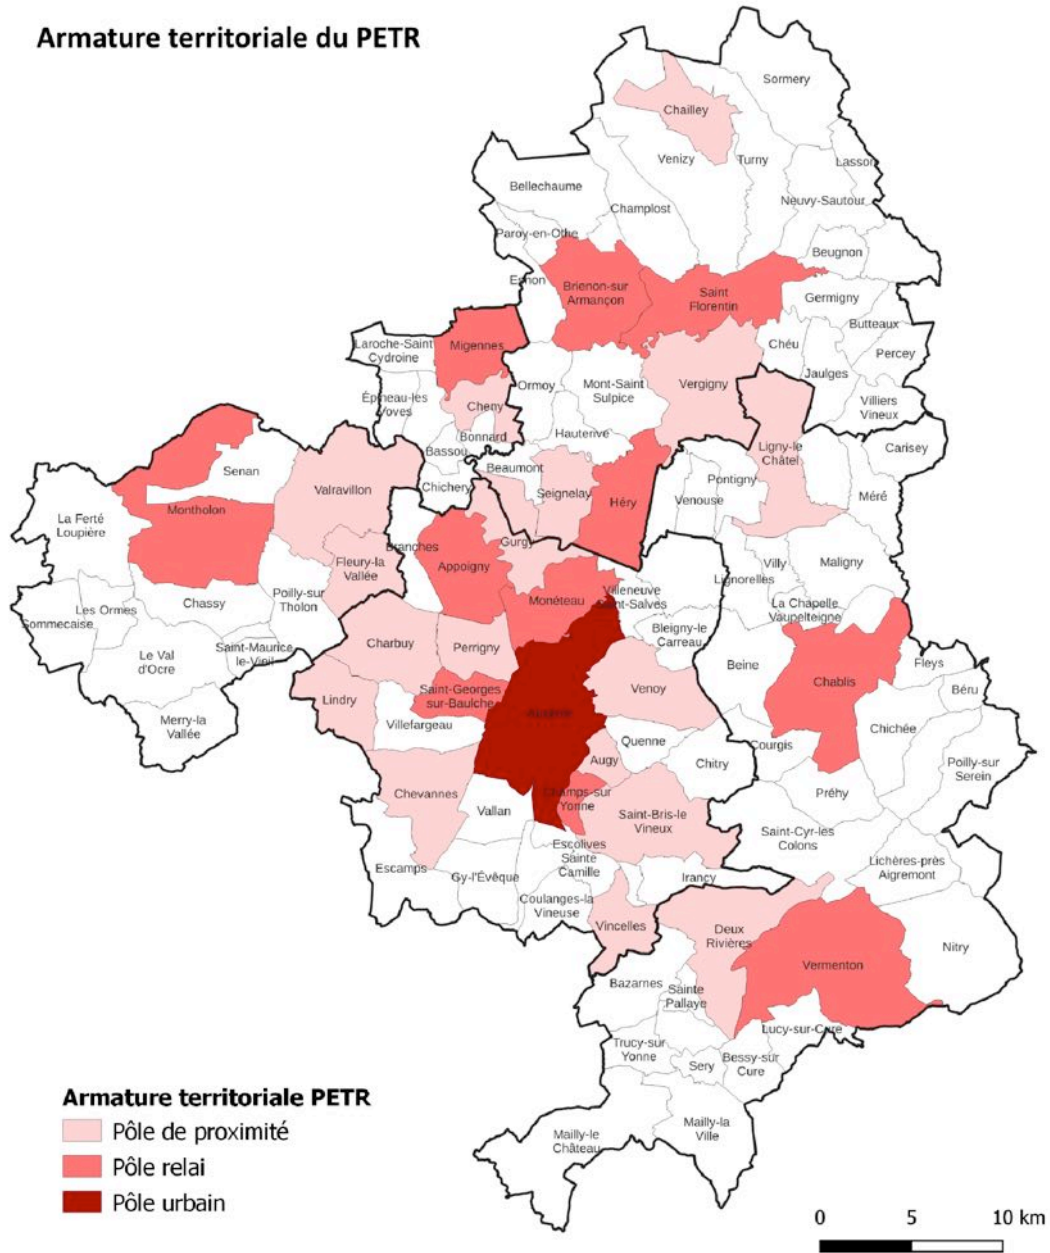 Armature territoriale du PETR
Sormery
Chailley
Venizy
Turny
Lasson
Bellechaume
Champlost
Neuvy-Sautour
Paroy-en-Othe
Beugnon
Esnon
Brienon-sur
Armançon
Saint
Florentin
Germigny
Butteaux
Laroche-Saint
Cydroine
Migennes
Chéu
Percey
Jaulges
Ormoy
Mont-Saint
Sulpice
Vergigny
Épineau-les
Voves
Cheny
Villiers
Vineux
Hauterive
Bonnard
Bassou
Ligny-le
Châtel
Carisey
Senan
Beaumont
Valravillon
Chichery
Seignelay
Pontigny
Venouse
Méré
Héry
Montholon
La Ferté
Loupière
Gurgy
Branches
Appoigny
Fleury-la
Vallée
Villy
Maligny
Lignorelles
Villeneuve
Saint-Salves
Monéteau
Poilly-sur
Tholon
Chassy
Les Ormes
Sommecaise
La Chapelle
Vaupelteigne
Bleigny-le
Carreau
Charbuy
Perrigny
Saint-Maurice
le-Vieil
Le Val
d'Ocre
Beine
Fleys
Chablis
Venoy
Béru
Saint-Georges
sur-Baulche
Lindry
Auxerre
Villefargeau
Merry-la
Vallée
Chichée
Quenne
Courgis
Augy
Chitry
Poilly-sur
Serein
Chevannes
Champs-sur
Yonne
Préhy
Vallan
Saint-Bris-le
Vineux
Saint-Cyr-les
Colons
Escolives
Sainte
Camille
Lichères-près
Aigremont
Escamps
Gy-l'Évêque
Irancy
Coulanges-la
Vineuse
Vincelles
Deux
Rivières
Nitry
Vermenton
Bazarnes
Sainte
Pallaye
Lucy-sur-Cure
Trucy-sur
Yonne
Sery
Bessy-sur
Cure
Mailly-la
Ville
Mailly-le
Château
Armature territoriale PETR
Pôle de proximité
Pôle relai
Pôle urbain
0 5 10 km